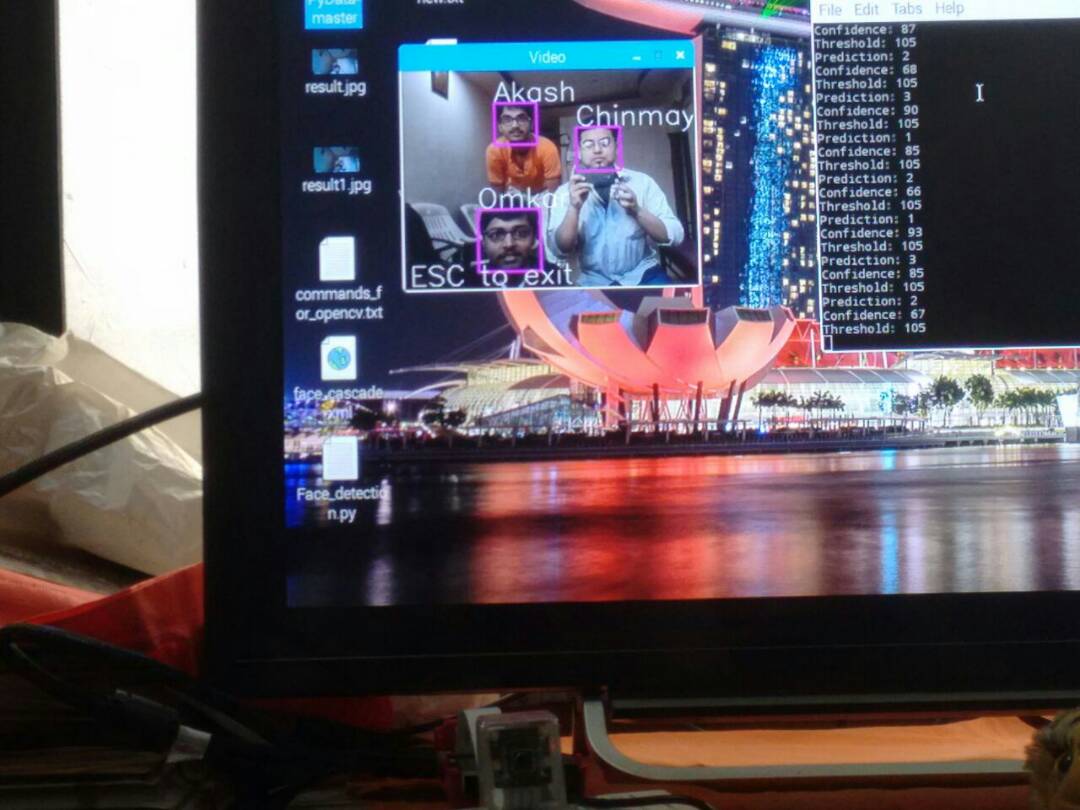 PyData-
master
new.txt
result.jpg
result1.jpg
commands_f
or_opencv.txt
face_cascade
.xml
Face_detectio
n.py
Video
Akash
Chinmay
Omkar
ESC to exit
File Edit Tabs Help
Confidence: 87
Threshold: 105
Prediction: 2
Confidence: 68
Threshold: 105
Prediction: 3
Confidence: 90
Threshold: 105
Prediction: 1
Confidence: 85
Threshold: 105
Prediction: 2
Confidence: 66
Threshold: 105
Prediction: 1
Confidence: 93
Threshold: 105
Prediction: 3
Confidence: 85
Threshold: 105
Prediction: 2
Confidence: 67
Threshold: 105